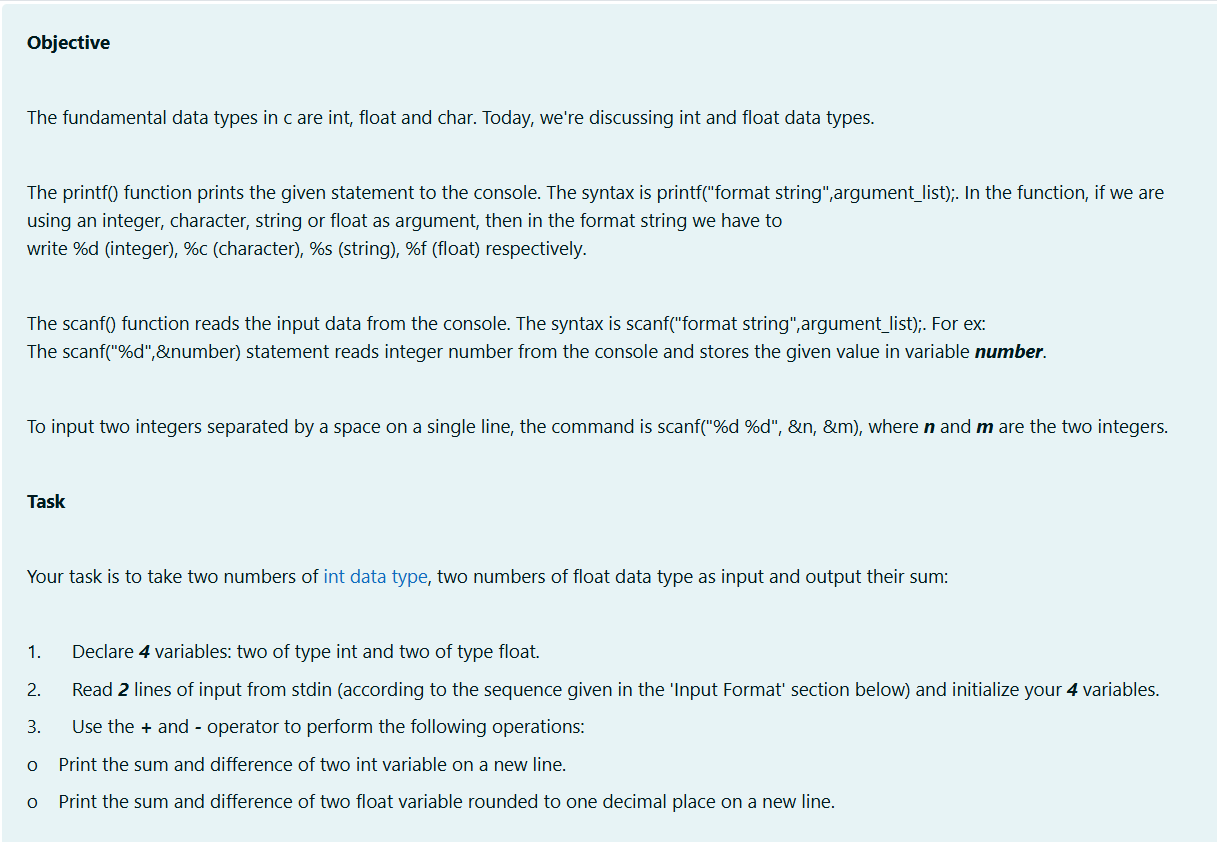 Objective
The fundamental data types in c are int, float and char. Today, we're discussing int and float data types.
The printf() function prints the given statement to the console. The syntax is printf("format string",argument_list);. In the function, if we are
using an integer, character, string or float as argument, then in the format string we have to
write %d (integer), %c (character), %s (string), %f (float) respectively.
The scanf() function reads the input data from the console. The syntax is scanf("format string",argument_list);. For ex:
The scanf("%d",&number) statement reads integer number from the console and stores the given value in variable number.
To input two integers separated by a space on a single line, the command is scanf("%d %d", &n, &m), where n and m are the two integers.
Task
Your task is to take two numbers of int data type, two numbers of float data type as input and output their sum:
1. Declare 4 variables: two of type int and two of type float.
2. Read 2 lines of input from stdin (according to the sequence given in the 'Input Format' section below) and initialize your 4 variables.
3. Use the + and - operator to perform the following operations:
o Print the sum and difference of two int variable on a new line.
o Print the sum and difference of two float variable rounded to one decimal place on a new line.